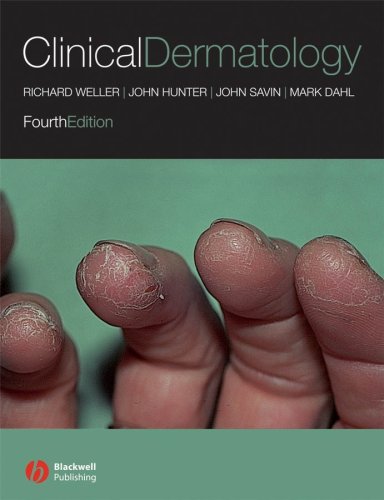 ClinicalDermatology
RICHARD WELLER | JOHN HUNTER | JOHN SAVIN | MARK DAHL
FourthEdition
Blackwell
Publishing